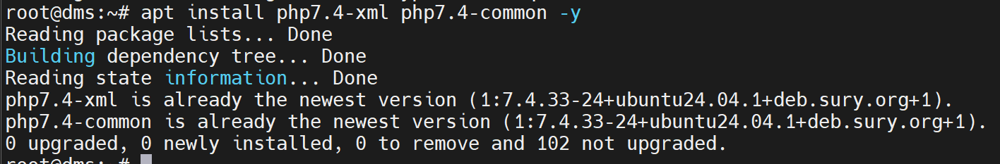 root@dms:~# apt install php7.4-xml php7.4-common -y
Reading package lists... Done
Building dependency tree... Done
Reading state information... Done
php7.4-xml is already the newest version (1:7.4.33-24+ubuntu24.04.1+deb.sury.org+1).
php7.4-common is already the newest version (1:7.4.33-24+ubuntu24.04.1+deb.sury.org+1).
0 upgraded, 0 newly installed, 0 to remove and 102 not upgraded.
root@dms:~#